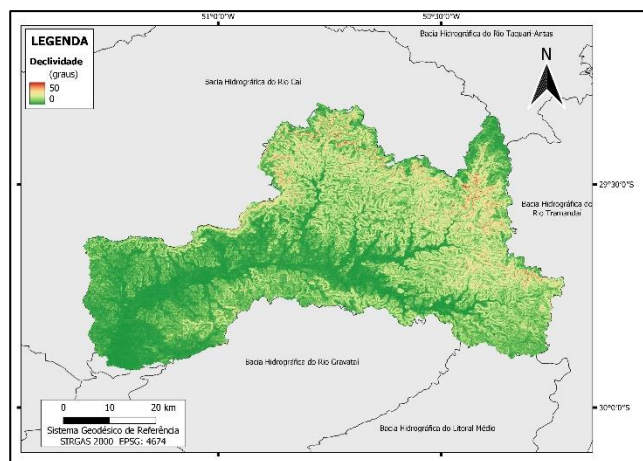 51°0'0"W
50°30'0"W
LEGENDA
Declividade
(graus)
50
0
Bacia Hidrográfica do Rio Taquari-Antas
Bacia Hidrográfica do Rio Caí
N
29°30'0"S
Bacia Hidrográfica do
Rio Tramandaí
Bacia Hidrográfica do Rio Gravataí
30°0'0"S
0 10 20 km
Sistema Geodésico de Referência
SIRGAS 2000 EPSG: 4674
Bacia Hidrográfica do Litoral Médio